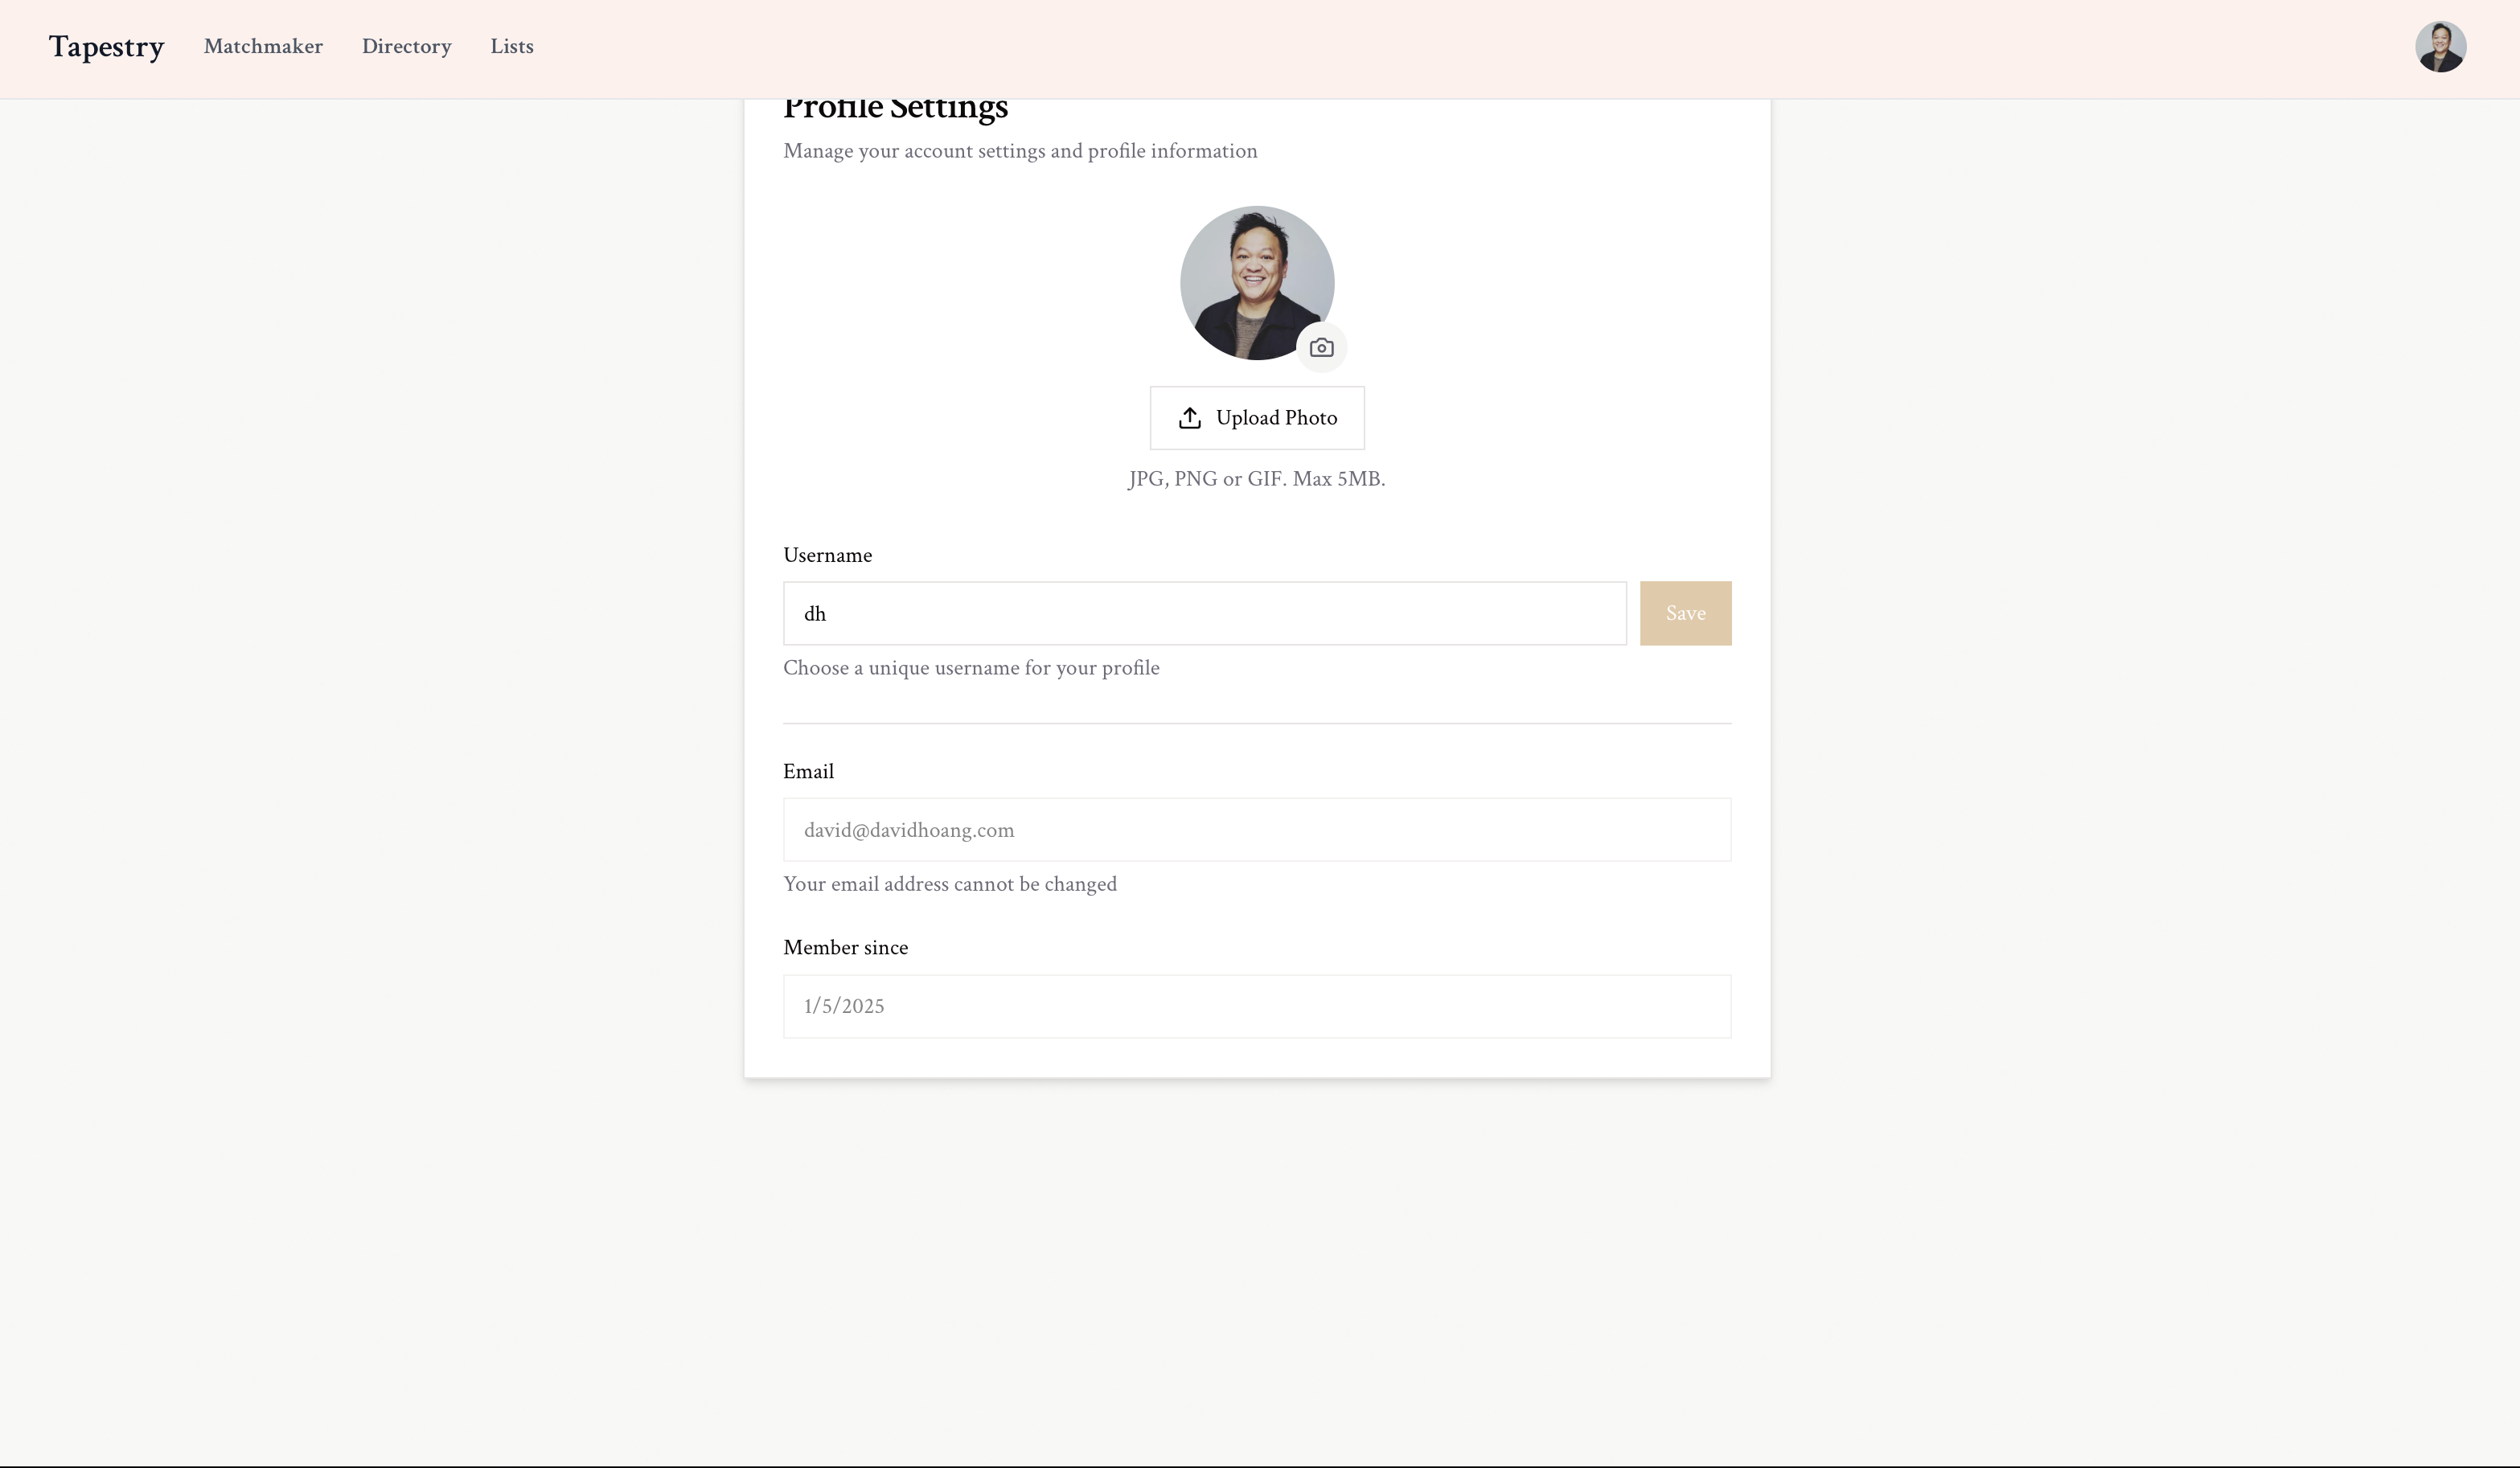 Tapestry Matchmaker Directory Lists
Profile Settings
Manage your account settings and profile information
Upload Photo
JPG, PNG or GIF. Max 5MB.
Username
dh
Save
Choose a unique username for your profile
Email
david@davidhoang.com
Your email address cannot be changed
Member since
1/5/2025